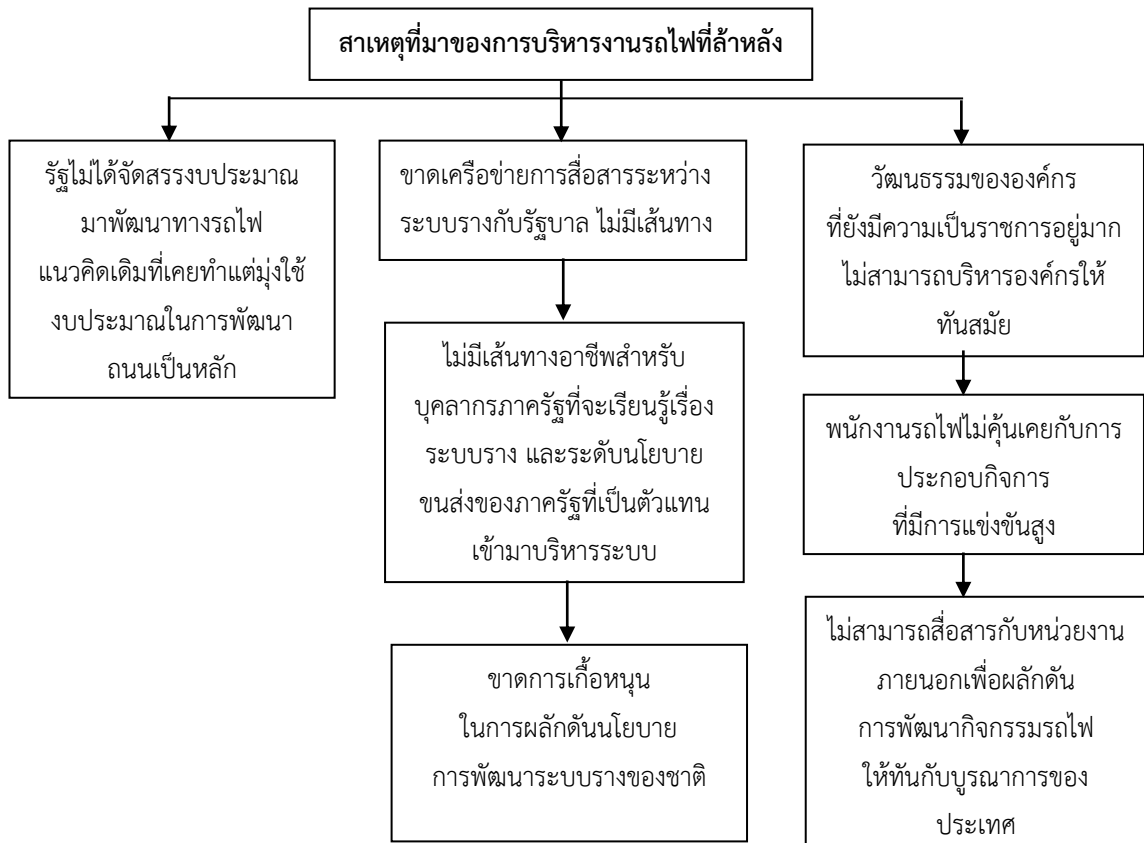 สาเหตุที่มาของการบริหารงานรถไฟที่ล้าหลัง
รัฐไม่ได้จัดสรรงบประมาณ
มาพัฒนาทางรถไฟ
แนวคิดเดิมที่เคยทำแต่มุ่งใช้
งบประมาณในการพัฒนา
ถนนเป็นหลัก
ขาดเครือข่ายการสื่อสารระหว่าง
ระบบรางกับรัฐบาล ไม่มีเส้นทาง
ไม่มีเส้นทางอาชีพสำหรับ
บุคลากรภาครัฐที่จะเรียนรู้เรื่อง
ระบบราง และระดับนโยบาย
ขนส่งของภาครัฐที่เป็นตัวแทน
เข้ามาบริหารระบบ
ขาดการเกื้อหนุน
ในการผลักดันนโยบาย
การพัฒนาระบบรางของชาติ
วัฒนธรรมขององค์กร
ที่ยังมีความเป็นราชการอยู่มาก
ไม่สามารถบริหารองค์กรให้
ทันสมัย
พนักงานรถไฟไม่คุ้นเคยกับการ
ประกอบกิจการ
ที่มีการแข่งขันสูง
ไม่สามารถสื่อสารกับหน่วยงาน
ภายนอกเพื่อผลักดัน
การพัฒนากิจกรรมรถไฟ
ให้ทันกับบูรณาการของ
ประเทศ